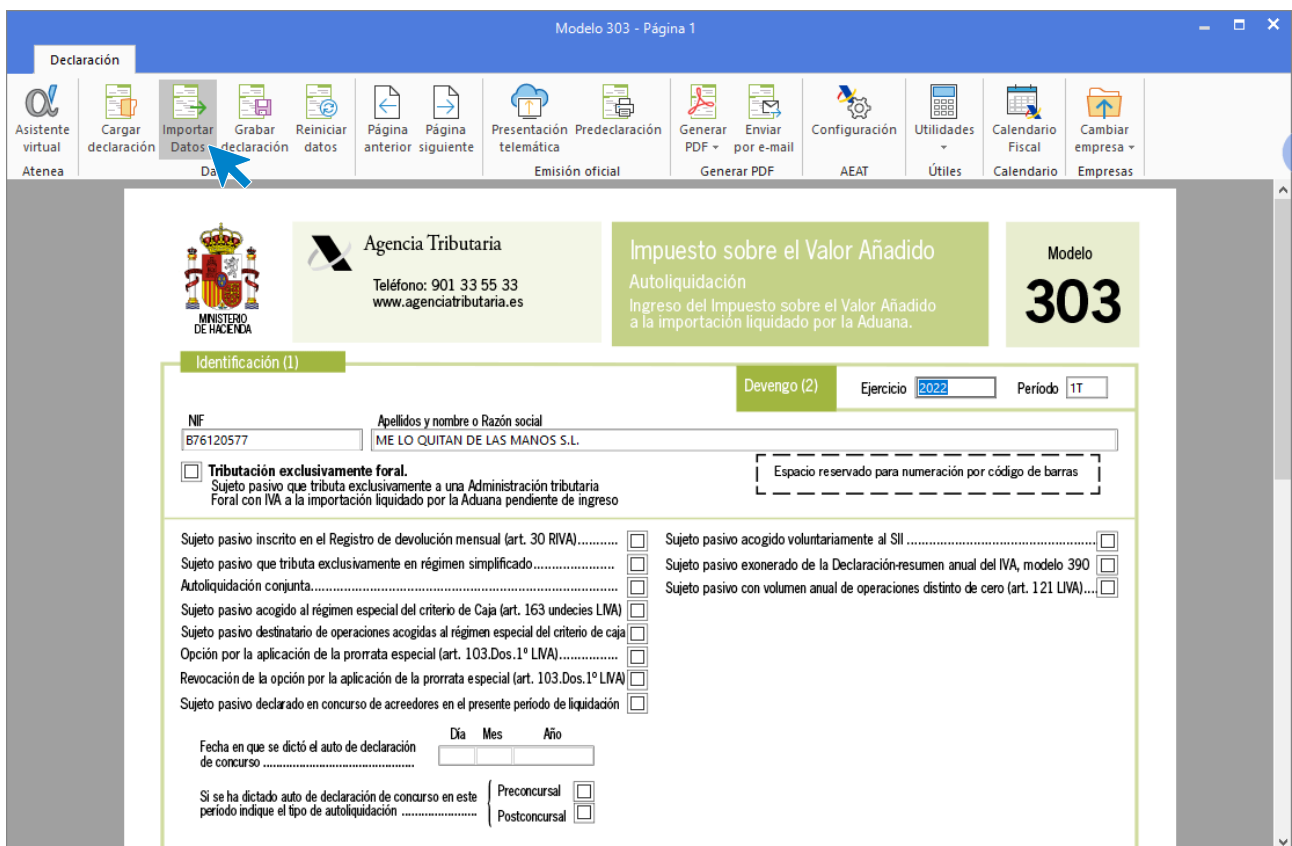 Modelo 303 - Página 1
Declaración
Asistente virtual
Cargar declaración
Importar Datos
Grabar declaración
Reiniciar datos
Página anterior
Página siguiente
Presentación telemática
Predeclaración
Generar PDF
Enviar por e-mail
Configuración
Utilidades
Calendario Fiscal
Cambiar empresa
Atenea
Da
Emisión oficial
Generar PDF
AEAT
Útiles
Calendario
Empresas
MINISTERIO
DE HACIENDA
Agencia Tributaria
Teléfono: 901 33 55 33
www.agenciatributaria.es
Impuesto sobre el Valor Añadido
Autoliquidación
Ingreso del Impuesto sobre el Valor Añadido
a la importación liquidado por la Aduana.
Modelo
303
Identificación (1)
Devengo (2)
Ejercicio 2022
Período 1T
NIF
Apellidos y nombre o Razón social
B76120577
ME LO QUITAN DE LAS MANOS S.L.
Tributación exclusivamente foral.
Sujeto pasivo que tributa exclusivamente a una Administración tributaria
Foral con IVA a la importación liquidado por la Aduana pendiente de ingreso
Espacio reservado para numeración por código de barras
Sujeto pasivo inscrito en el Registro de devolución mensual (art. 30 RIVA)...........
Sujeto pasivo que tributa exclusivamente en régimen simplificado......................
Autoliquidación conjunta...........................................................................
Sujeto pasivo acogido al régimen especial del criterio de Caja (art. 163 undecies LIVA)
Sujeto pasivo destinatario de operaciones acogidas al régimen especial del criterio de caja
Opción por la aplicación de la prorrata especial (art. 103.Dos.1º LIVA)................
Revocación de la opción por la aplicación de la prorrata especial (art. 103.Dos.1º LIVA)
Sujeto pasivo declarado en concurso de acreedores en el presente período de liquidación
Sujeto pasivo acogido voluntariamente al SII ..............................................
Sujeto pasivo exonerado de la Declaración-resumen anual del IVA, modelo 390
Sujeto pasivo con volumen anual de operaciones distinto de cero (art. 121 LIVA)....
Día Mes Año
Fecha en que se dictó el auto de declaración
de concurso .................................................
Si se ha dictado auto de declaración de concurso en este
período indique el tipo de autoliquidación ........................
Preconcursal
Postconcursal